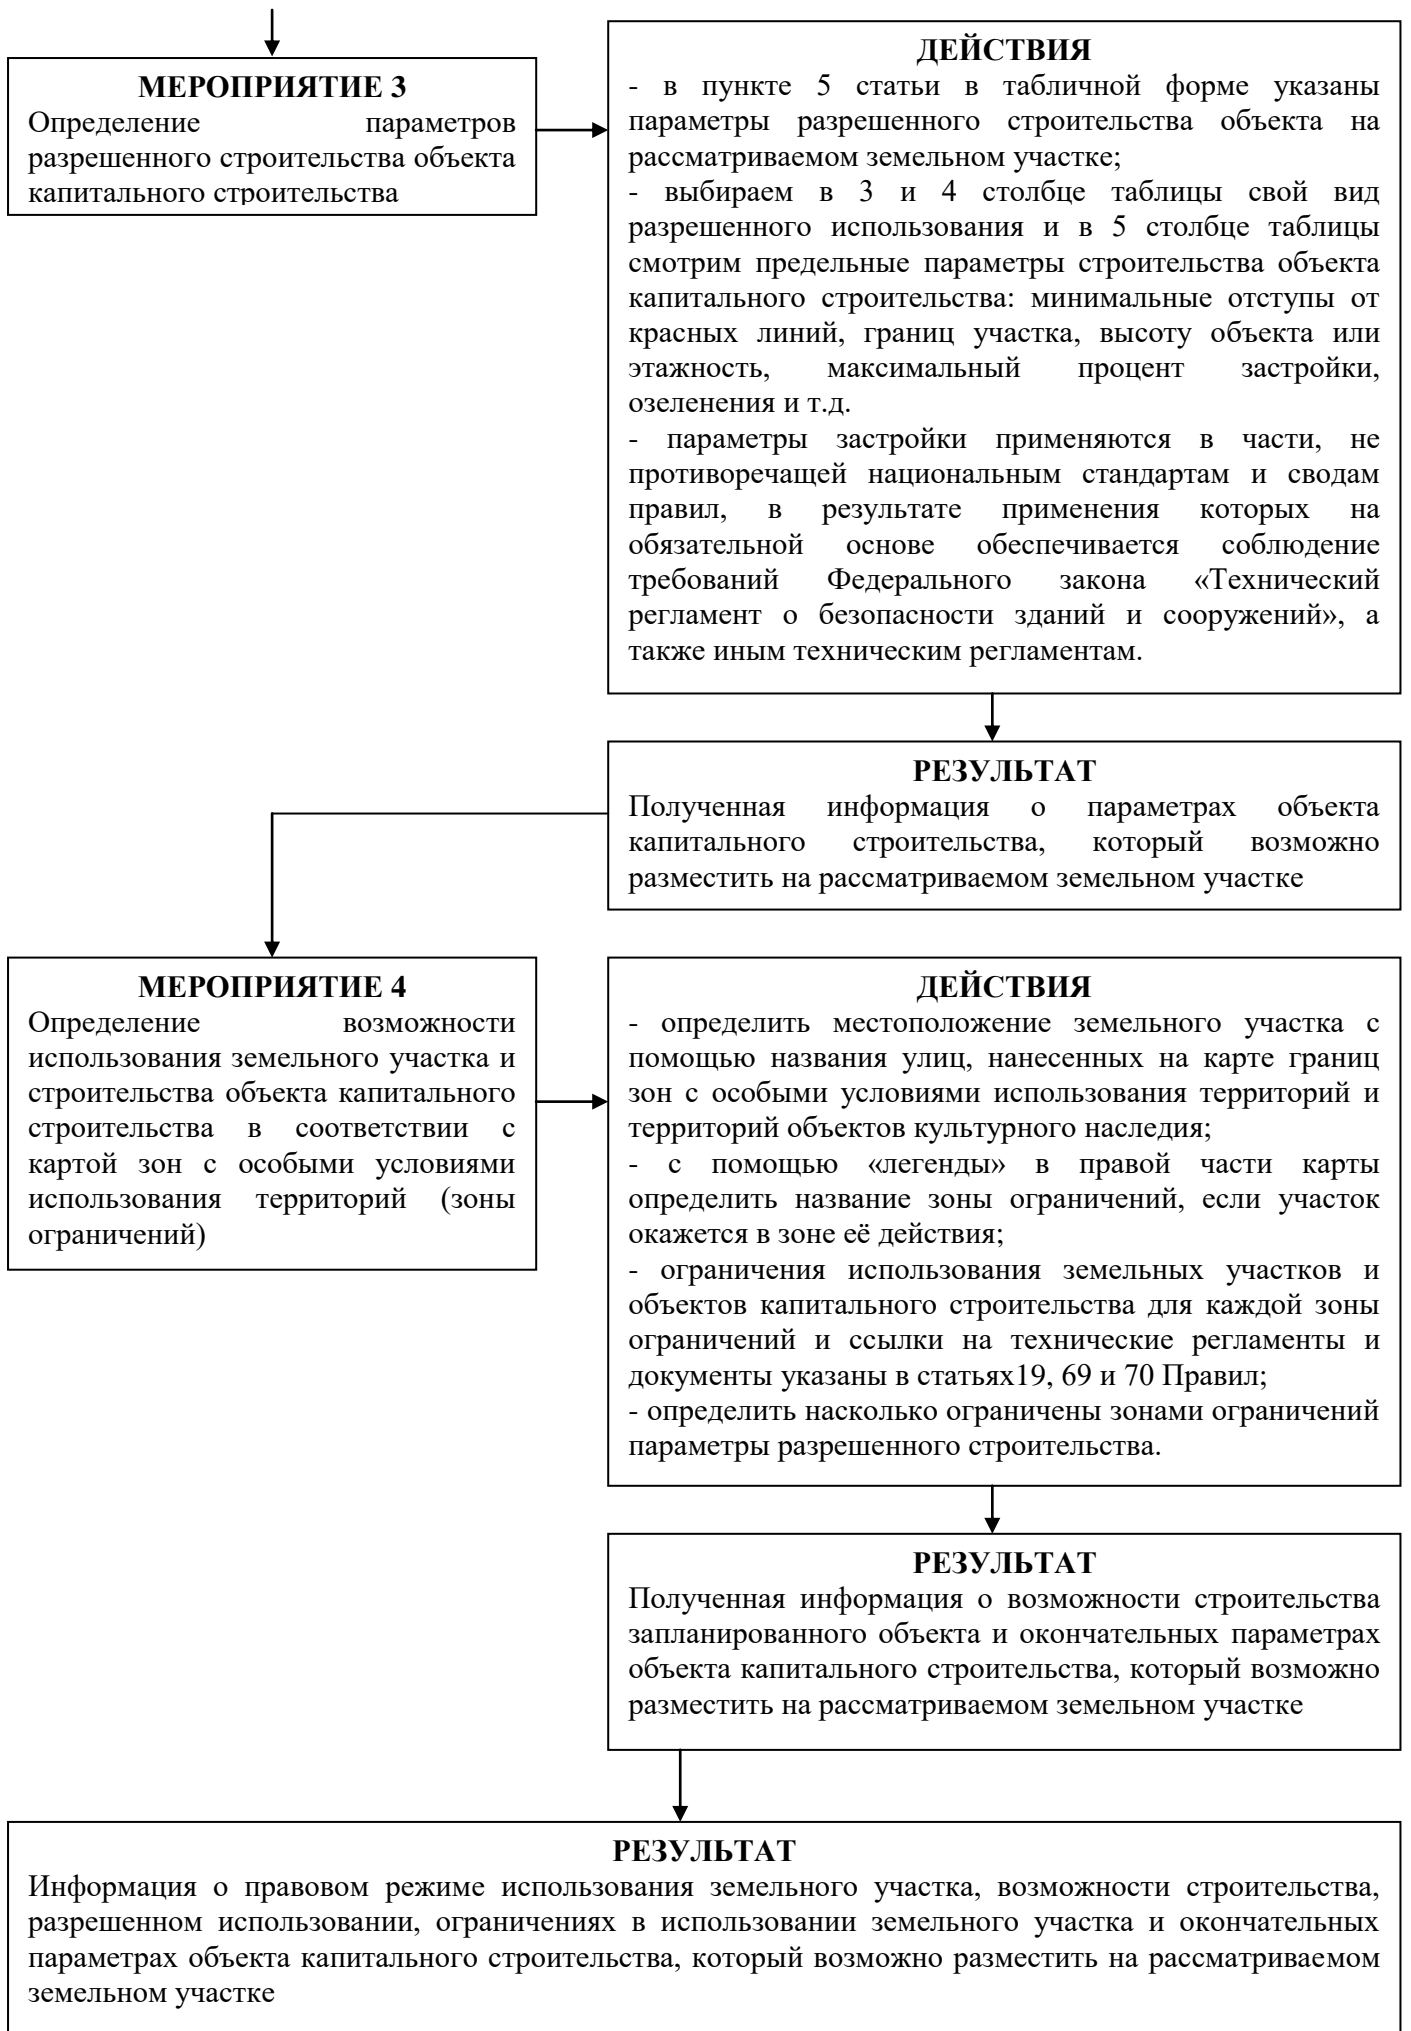 МЕРОПРИЯТИЕ 3
Определение параметров
разрешенного строительства объекта
капитального строительства
ДЕЙСТВИЯ
- в пункте 5 статьи в табличной форме указаны
параметры разрешенного строительства объекта на
рассматриваемом земельном участке;
- выбираем в 3 и 4 столбце таблицы свой вид
разрешенного использования и в 5 столбце таблицы
смотрим предельные параметры строительства объекта
капитального строительства: минимальные отступы от
красных линий, границ участка, высоту объекта или
этажность, максимальный процент застройки,
озеленения и т.д.
- параметры застройки применяются в части, не
противоречащей национальным стандартам и сводам
правил, в результате применения которых на
обязательной основе обеспечивается соблюдение
требований Федерального закона «Технический
регламент о безопасности зданий и сооружений», а
также иным техническим регламентам.
РЕЗУЛЬТАТ
Полученная информация о параметрах объекта
капитального строительства, который возможно
разместить на рассматриваемом земельном участке
МЕРОПРИЯТИЕ 4
Определение возможности
использования земельного участка и
строительства объекта капитального
строительства в соответствии с
картой зон с особыми условиями
использования территорий (зоны
ограничений)
ДЕЙСТВИЯ
- определить местоположение земельного участка с
помощью названия улиц, нанесенных на карте границ
зон с особыми условиями использования территорий и
территорий объектов культурного наследия;
- с помощью «легенды» в правой части карты
определить название зоны ограничений, если участок
окажется в зоне её действия;
- ограничения использования земельных участков и
объектов капитального строительства для каждой зоны
ограничений и ссылки на технические регламенты и
документы указаны в статьях19, 69 и 70 Правил;
- определить насколько ограничены зонами ограничений
параметры разрешенного строительства.
РЕЗУЛЬТАТ
Полученная информация о возможности строительства
запланированного объекта и окончательных параметрах
объекта капитального строительства, который возможно
разместить на рассматриваемом земельном участке
РЕЗУЛЬТАТ
Информация о правовом режиме использования земельного участка, возможности строительства,
разрешенном использовании, ограничениях в использовании земельного участка и окончательных
параметрах объекта капитального строительства, который возможно разместить на рассматриваемом
земельном участке